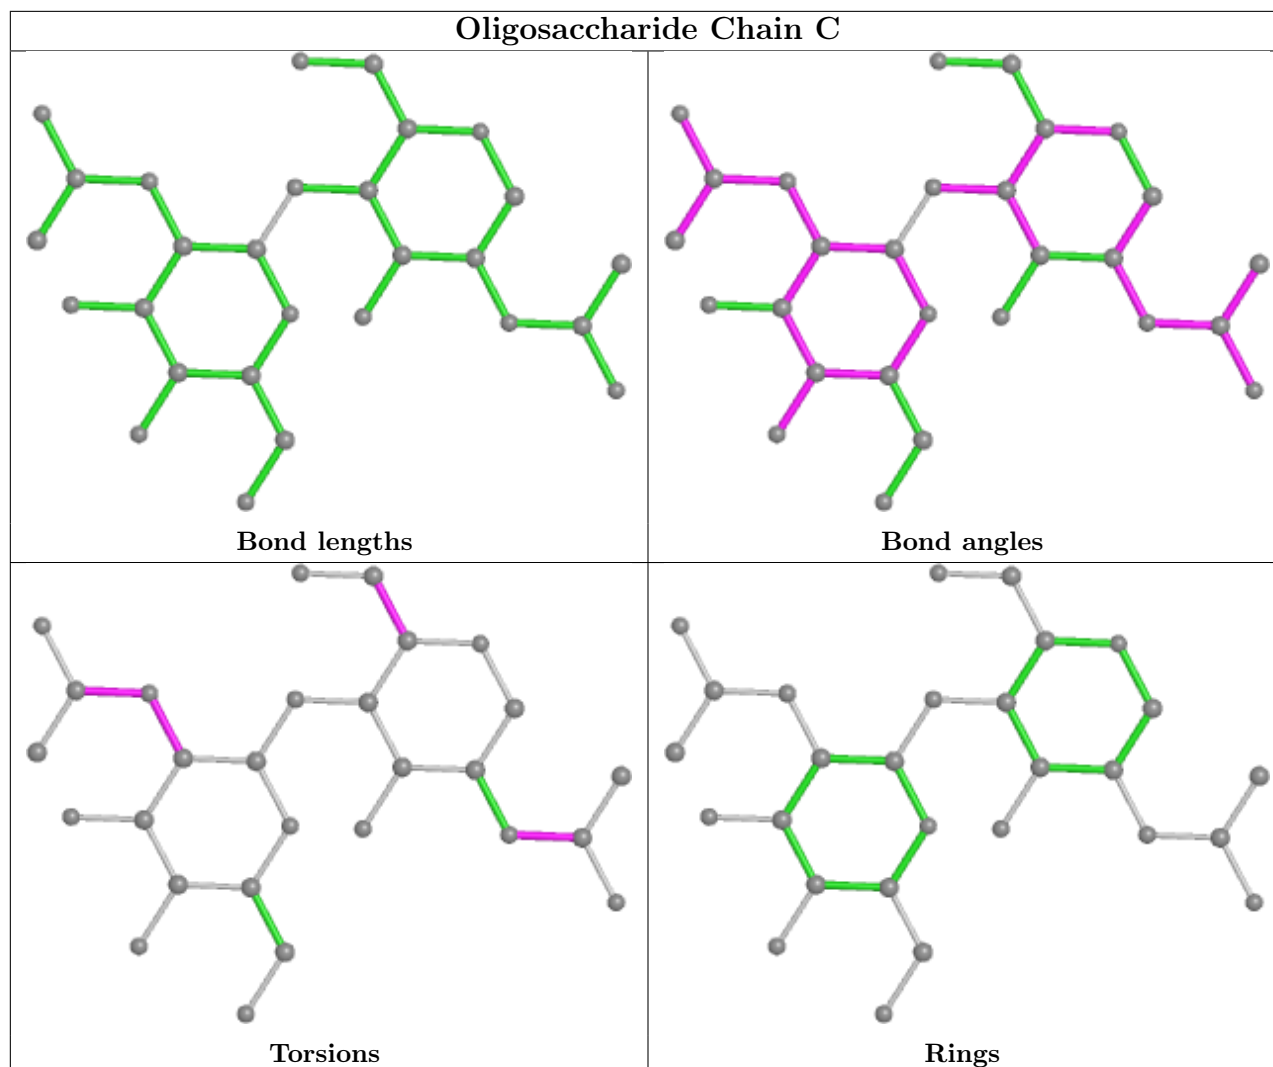 Oligosaccharide Chain C
Bond lengths
Bond angles
Torsions
Rings